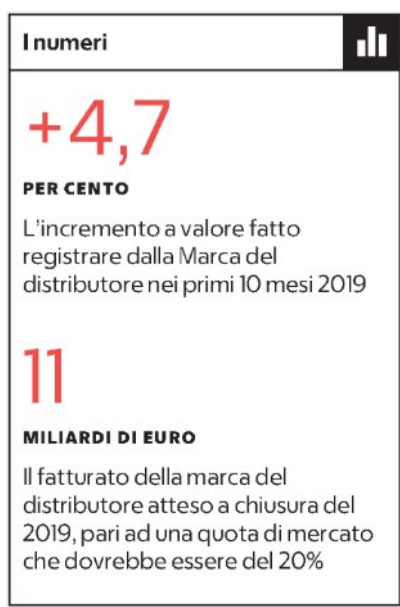 I numeri
+4,7
PER CENTO
L'incremento a valore fatto
registrare dalla Marca del
distributore nei primi 10 mesi 2019
11
MILIARDI DI EURO
Il fatturato della marca del
distributore atteso a chiusura del
2019, pari ad una quota di mercato
che dovrebbe essere del 20%